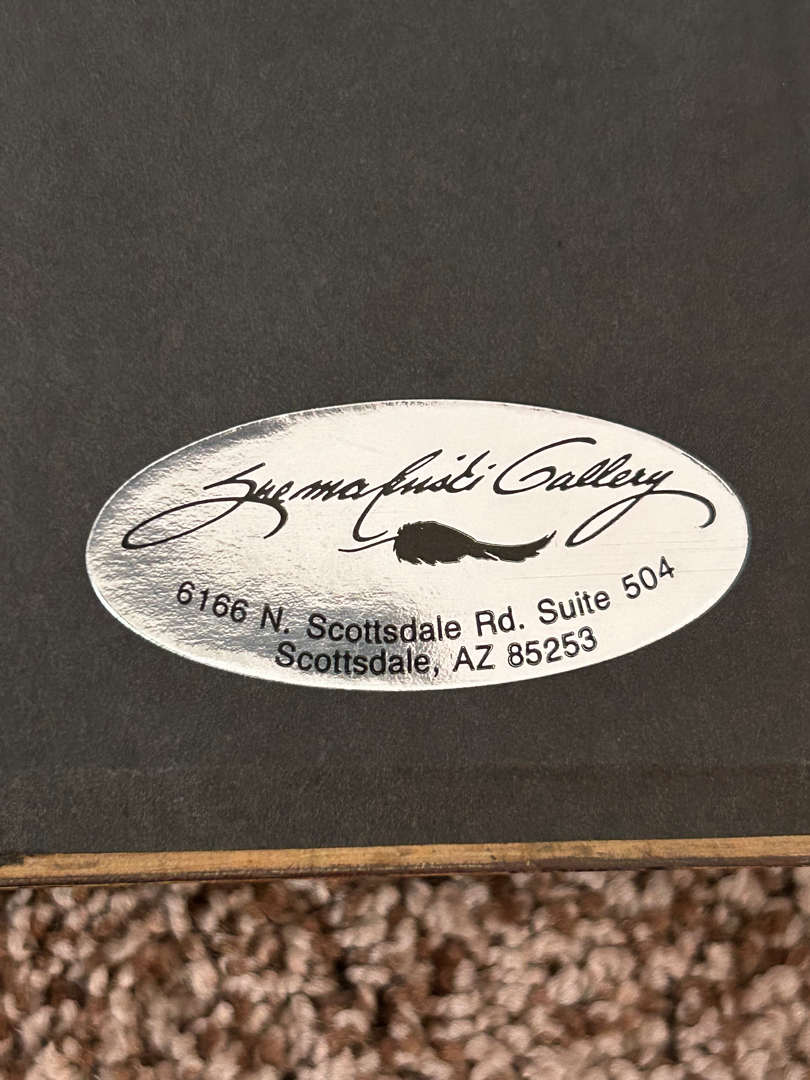 Gallery
6166 N. Scottsdale Rd. Suite 504
Scottsdale, AZ 85253